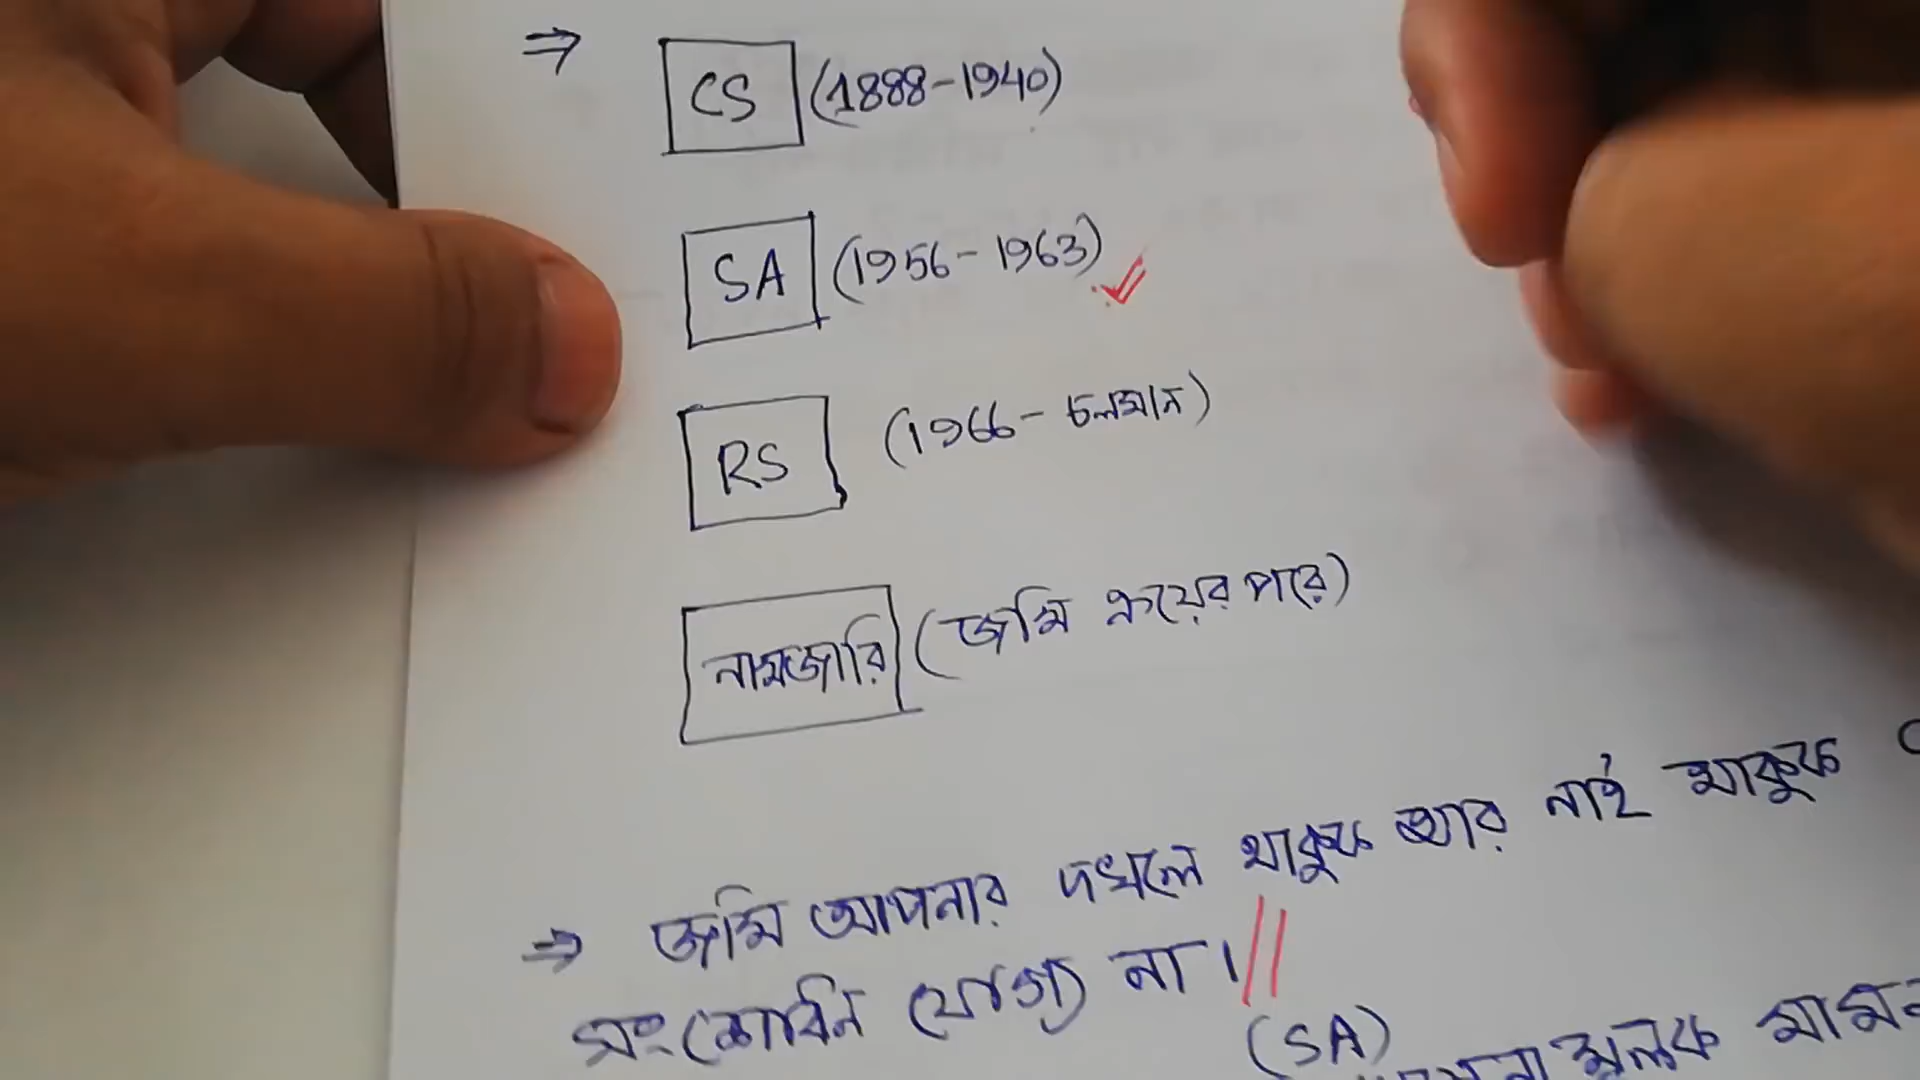 ⇒ CS (1888-1940)
SA (1956-1963)
RS (1966- চলমান)
নামজারি (জমি ক্রয়ের পরে)
⇒ জমি আপনার দখলে থাকুক আর নাই থাকুক
সংশোধন যোগ্য না।
(SA)